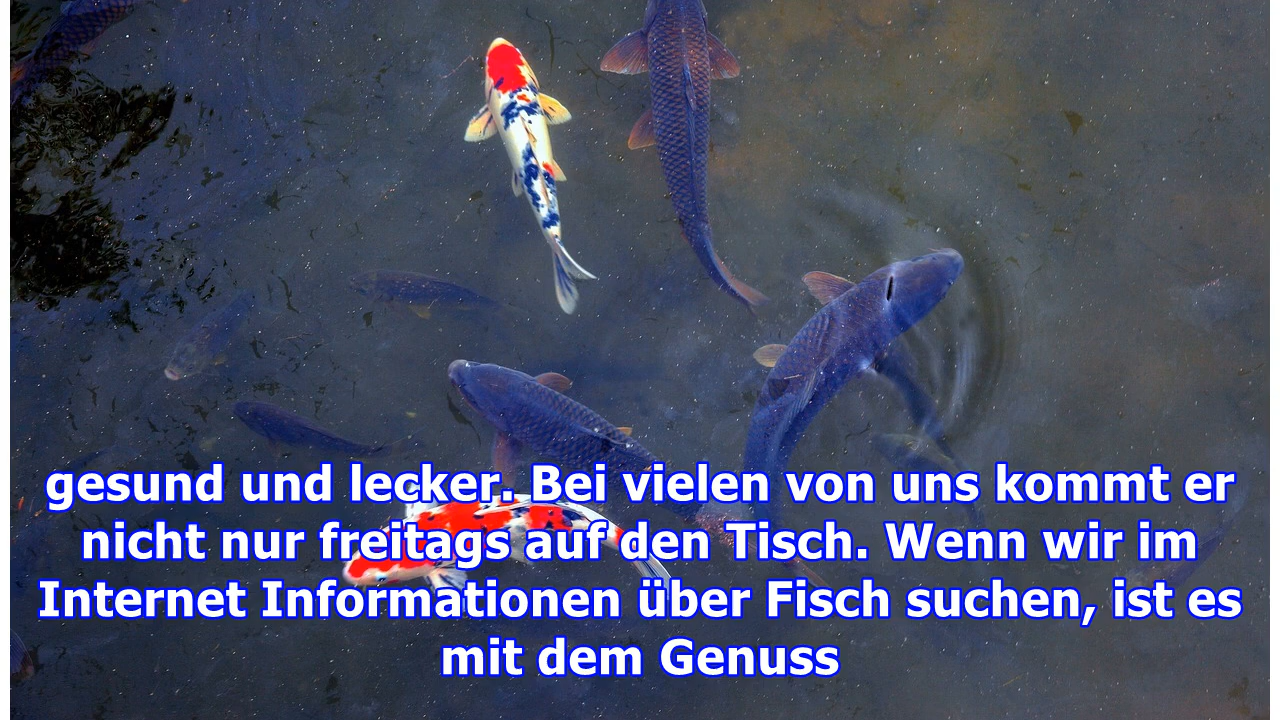 gesund und lecker. Bei vielen von uns kommt er
nicht nur freitags auf den Tisch. Wenn wir im
Internet Informationen über Fisch suchen, ist es
mit dem Genuss